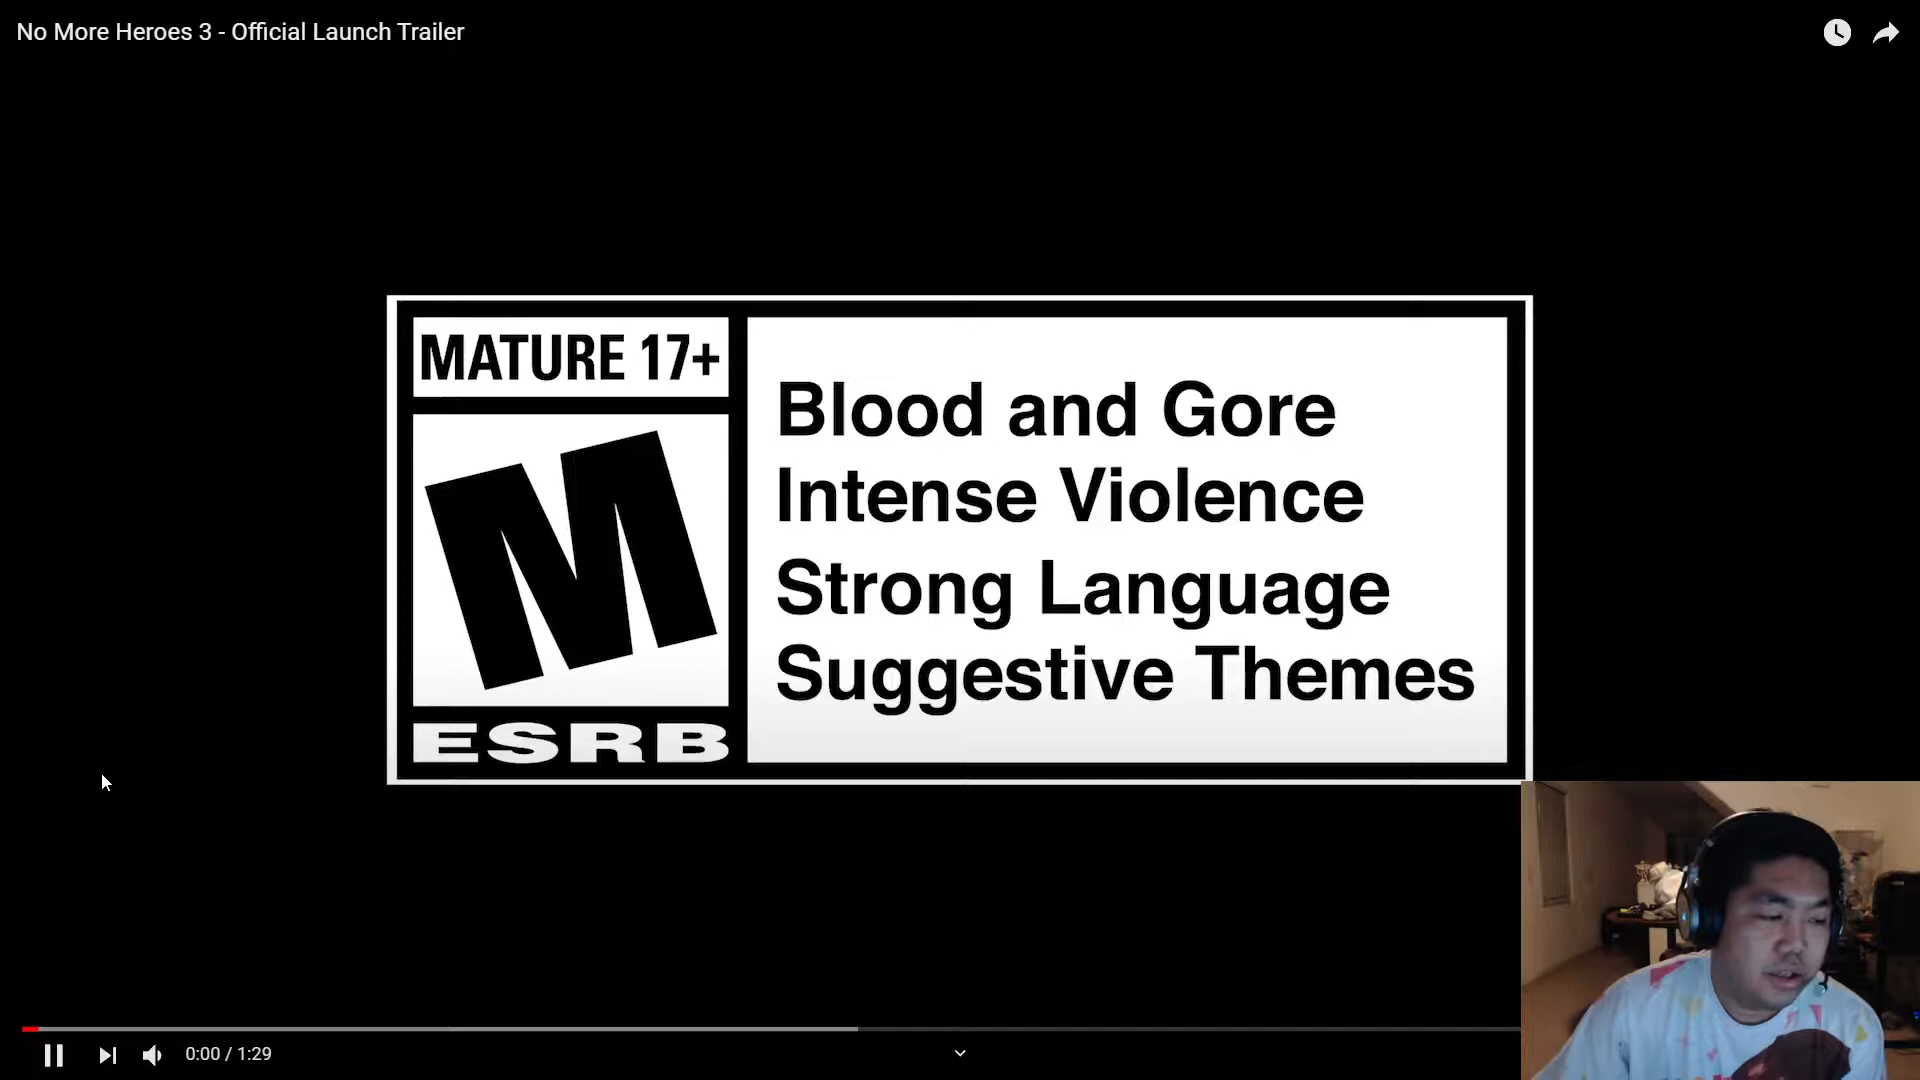 No More Heroes 3 - Official Launch Trailer
MATURE 17+
M
ESRB
Blood and Gore
Intense Violence
Strong Language
Suggestive Themes
0:00 / 1:29